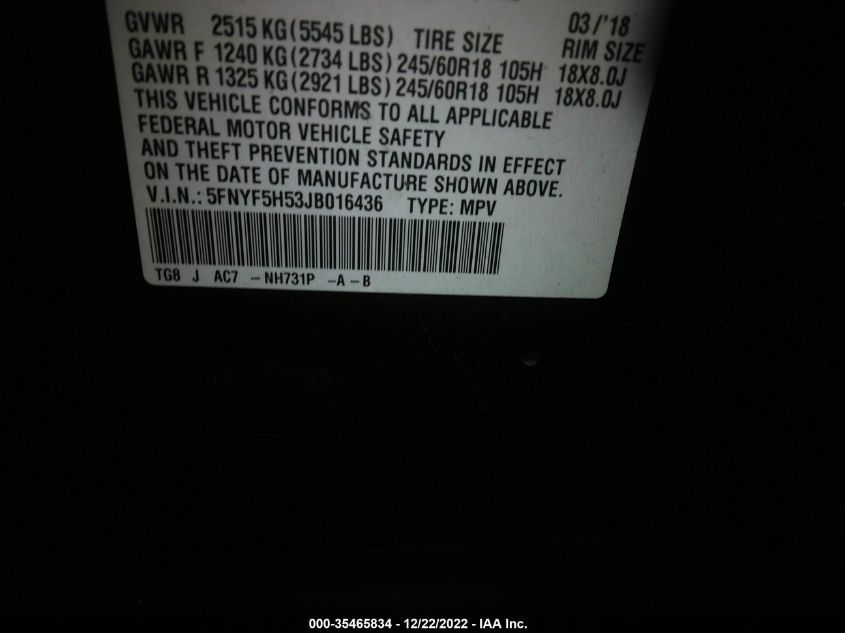 03/'18
GVWR 2515 KG (5545 LBS) TIRE SIZE RIM SIZE
GAWR F 1240 KG (2734 LBS) 245/60R18 105H 18X8.0J
GAWR R 1325 KG (2921 LBS) 245/60R18 105H 18X8.0J
THIS VEHICLE CONFORMS TO ALL APPLICABLE
FEDERAL MOTOR VEHICLE SAFETY
AND THEFT PREVENTION STANDARDS IN EFFECT
ON THE DATE OF MANUFACTURE SHOWN ABOVE.
V.I.N.: 5FNYF5H53JB016436 TYPE: MPV
TG8 J AC7 -NH731P -A-B
000-35465834 - 12/22/2022 - IAA Inc.